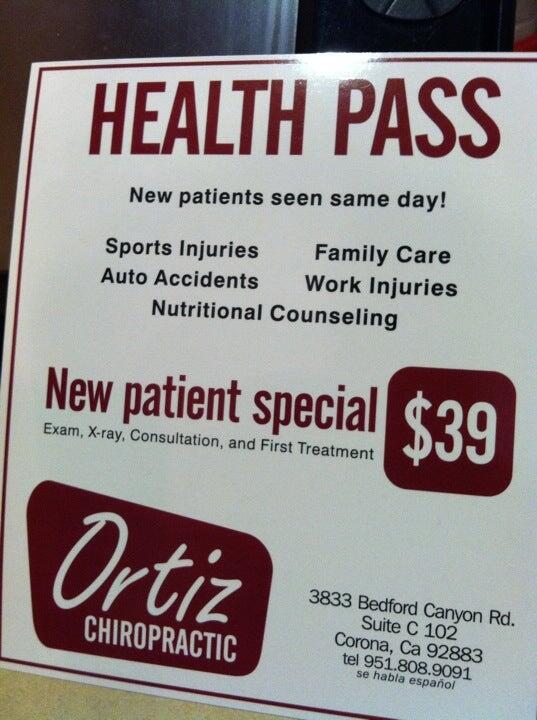 HEALTH PASS
New patients seen same day!
Sports Injuries Family Care
Auto Accidents Work Injuries
Nutritional Counseling
New patient special $39
Exam, X-ray, Consultation, and First Treatment
Ortiz
CHIROPRACTIC
3833 Bedford Canyon Rd.
Suite C 102
Corona, Ca 92883
tel 951.808.9091
se habla español